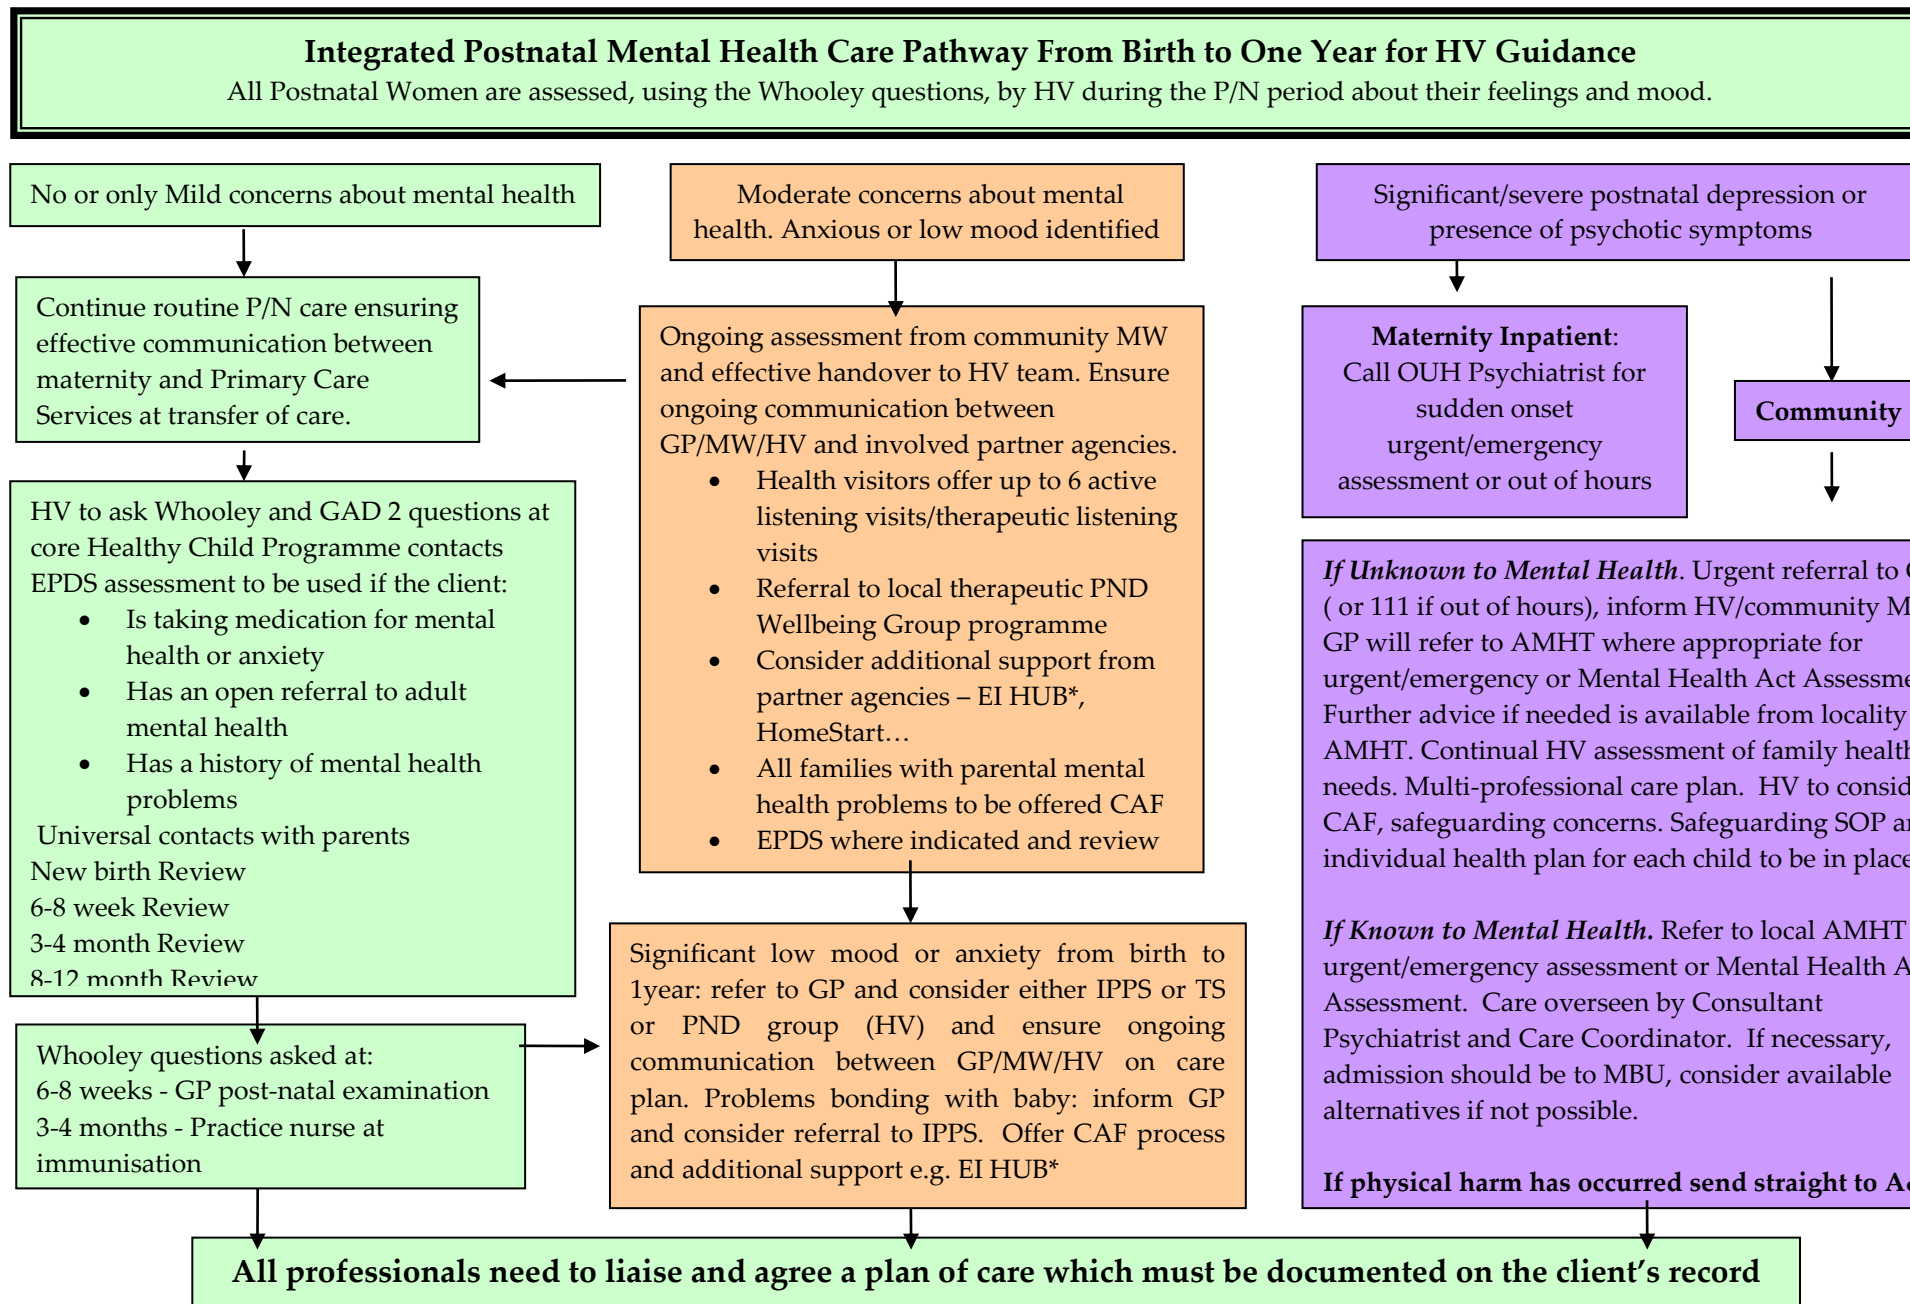 Integrated Postnatal Mental Health Care Pathway From Birth to One Year for HV Guidance
All Postnatal Women are assessed, using the Whooley questions, by HV during the P/N period about their feelings and mood.
No or only Mild concerns about mental health
Continue routine P/N care ensuring
effective communication between
maternity and Primary Care
Services at transfer of care.
HV to ask Whooley and GAD 2 questions at
core Healthy Child Programme contacts
EPDS assessment to be used if the client:
• Is taking medication for mental
health or anxiety
• Has an open referral to adult
mental health
• Has a history of mental health
problems
Universal contacts with parents
New birth Review
6-8 week Review
3-4 month Review
8-12 month Review
Whooley questions asked at:
6-8 weeks - GP post-natal examination
3-4 months - Practice nurse at
immunisation
Moderate concerns about mental
health. Anxious or low mood identified
Ongoing assessment from community MW
and effective handover to HV team. Ensure
ongoing communication between
GP/MW/HV and involved partner agencies.
• Health visitors offer up to 6 active
listening visits/therapeutic listening
visits
• Referral to local therapeutic PND
Wellbeing Group programme
• Consider additional support from
partner agencies – EI HUB*,
HomeStart…
• All families with parental mental
health problems to be offered CAF
• EPDS where indicated and review
Significant low mood or anxiety from birth to
1year: refer to GP and consider either IPPS or TS
or PND group (HV) and ensure ongoing
communication between GP/MW/HV on care
plan. Problems bonding with baby: inform GP
and consider referral to IPPS. Offer CAF process
and additional support e.g. EI HUB*
Significant/severe postnatal depression or
presence of psychotic symptoms
Maternity Inpatient:
Call OUH Psychiatrist for
sudden onset
urgent/emergency
assessment or out of hours
Community
If Unknown to Mental Health. Urgent referral to
( or 111 if out of hours), inform HV/community
GP will refer to AMHT where appropriate for
urgent/emergency or Mental Health Act
Further advice if needed is available from locality
AMHT. Continual HV assessment of family health
needs. Multi-professional care plan. HV to
CAF, safeguarding concerns. Safeguarding SOP
individual health plan for each child to be in place
If Known to Mental Health. Refer to local AMHT
urgent/emergency assessment or Mental Health
Assessment. Care overseen by Consultant
Psychiatrist and Care Coordinator. If necessary,
admission should be to MBU, consider available
alternatives if not possible.
If physical harm has occurred send straight to
All professionals need to liaise and agree a plan of care which must be documented on the client’s record